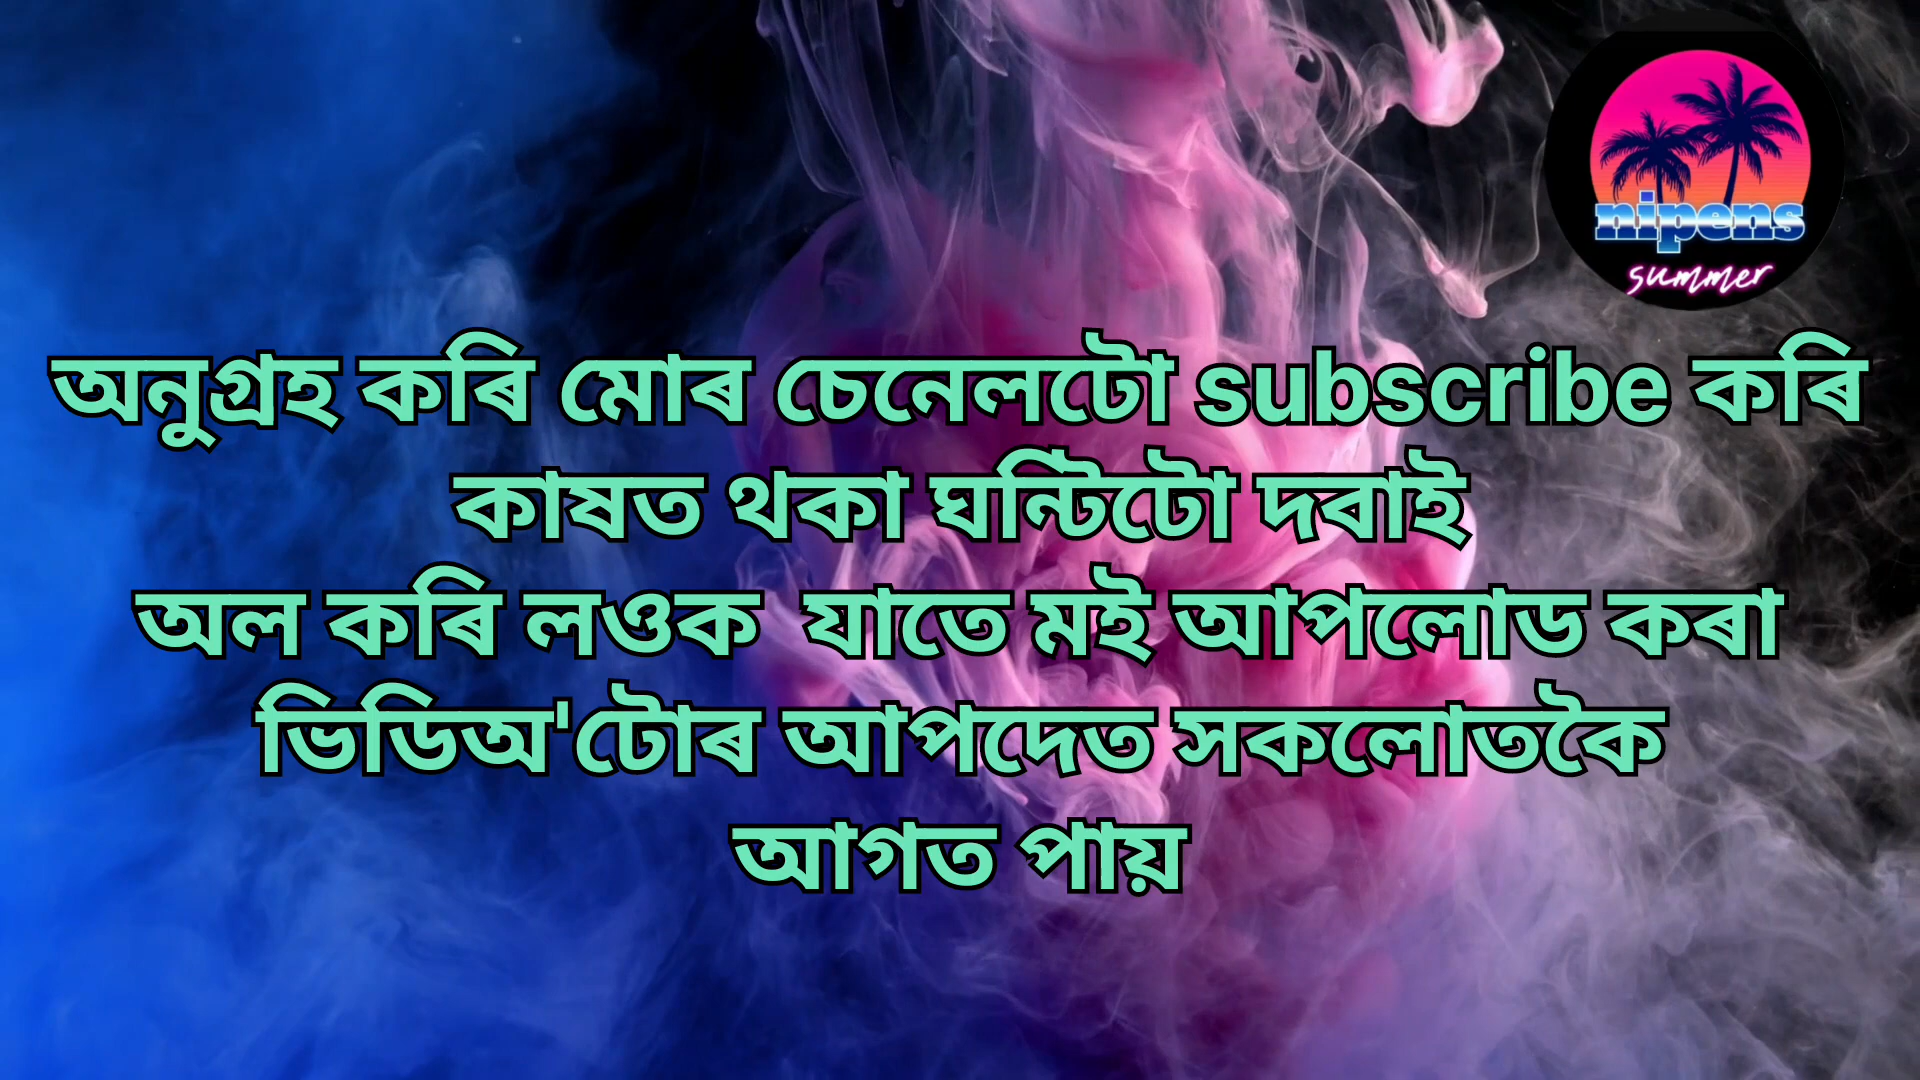 nipens
summer
অনুগ্ৰহ কৰি মোৰ চেনেলটো subscribe কৰি
কাষত থকা ঘন্টিটো দবাই
অল কৰি লওক যাতে মই আপলোড কৰা
ভিডিঅ'টোৰ আপদেত সকলোতকৈ
আগত পায়